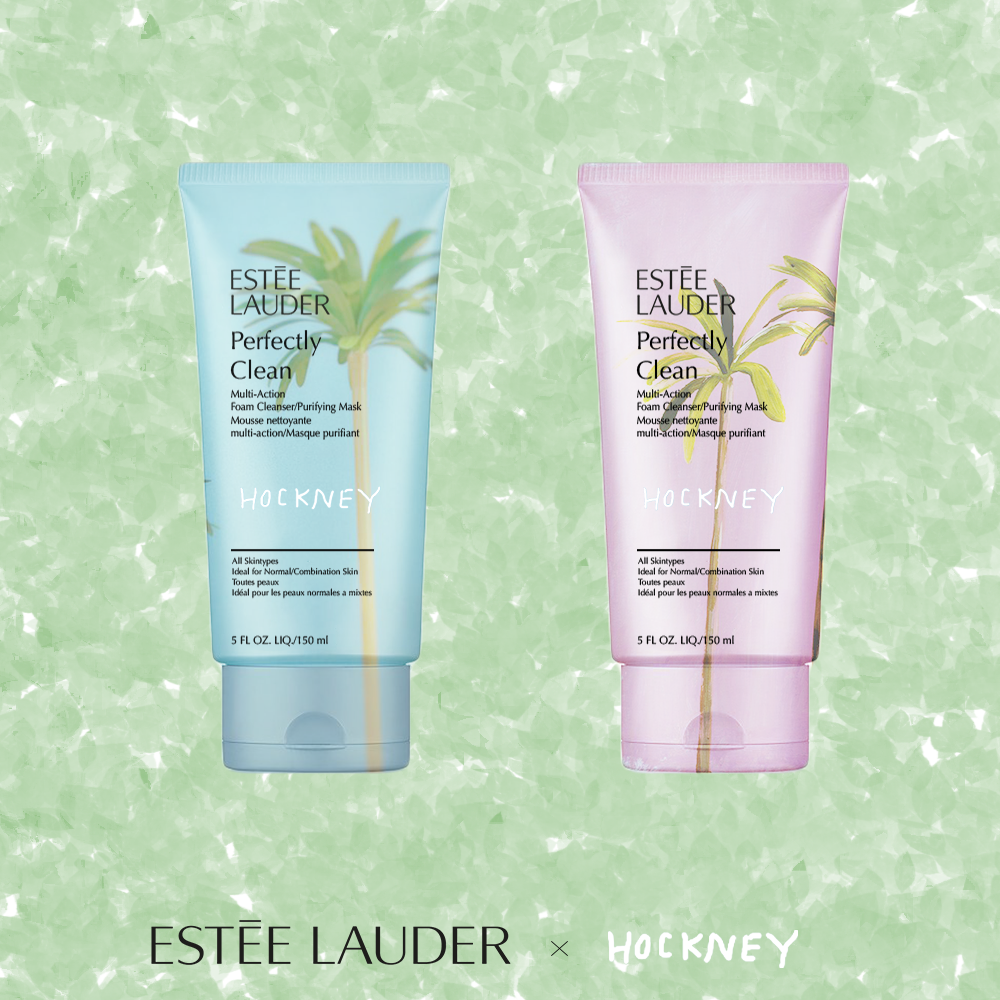 ESTĒE
LAUDER
Perfectly
Clean
Multi-Action
Foam Cleanser/Purifying Mask
Mousse nettoyante
multi-action/Masque purifiant
HOCKNEY
All Skintypes
Ideal for Normal/Combination Skin
Toutes peaux
Idéal pour les peaux normales a mixtes
5 FL OZ. LIQ./150 ml
ESTĒE
LAUDER
Perfectly
Clean
Multi-Action
Foam Cleanser/Purifying Mask
Mousse nettoyante
multi-action/Masque purifiant
HOCKNEY
All Skintypes
Ideal for Normal/Combination Skin
Toutes peaux
Idéal pour les peaux normales a mixtes
5 FL OZ. LIQ./150 ml
ESTĒE LAUDER × HOCKNEY